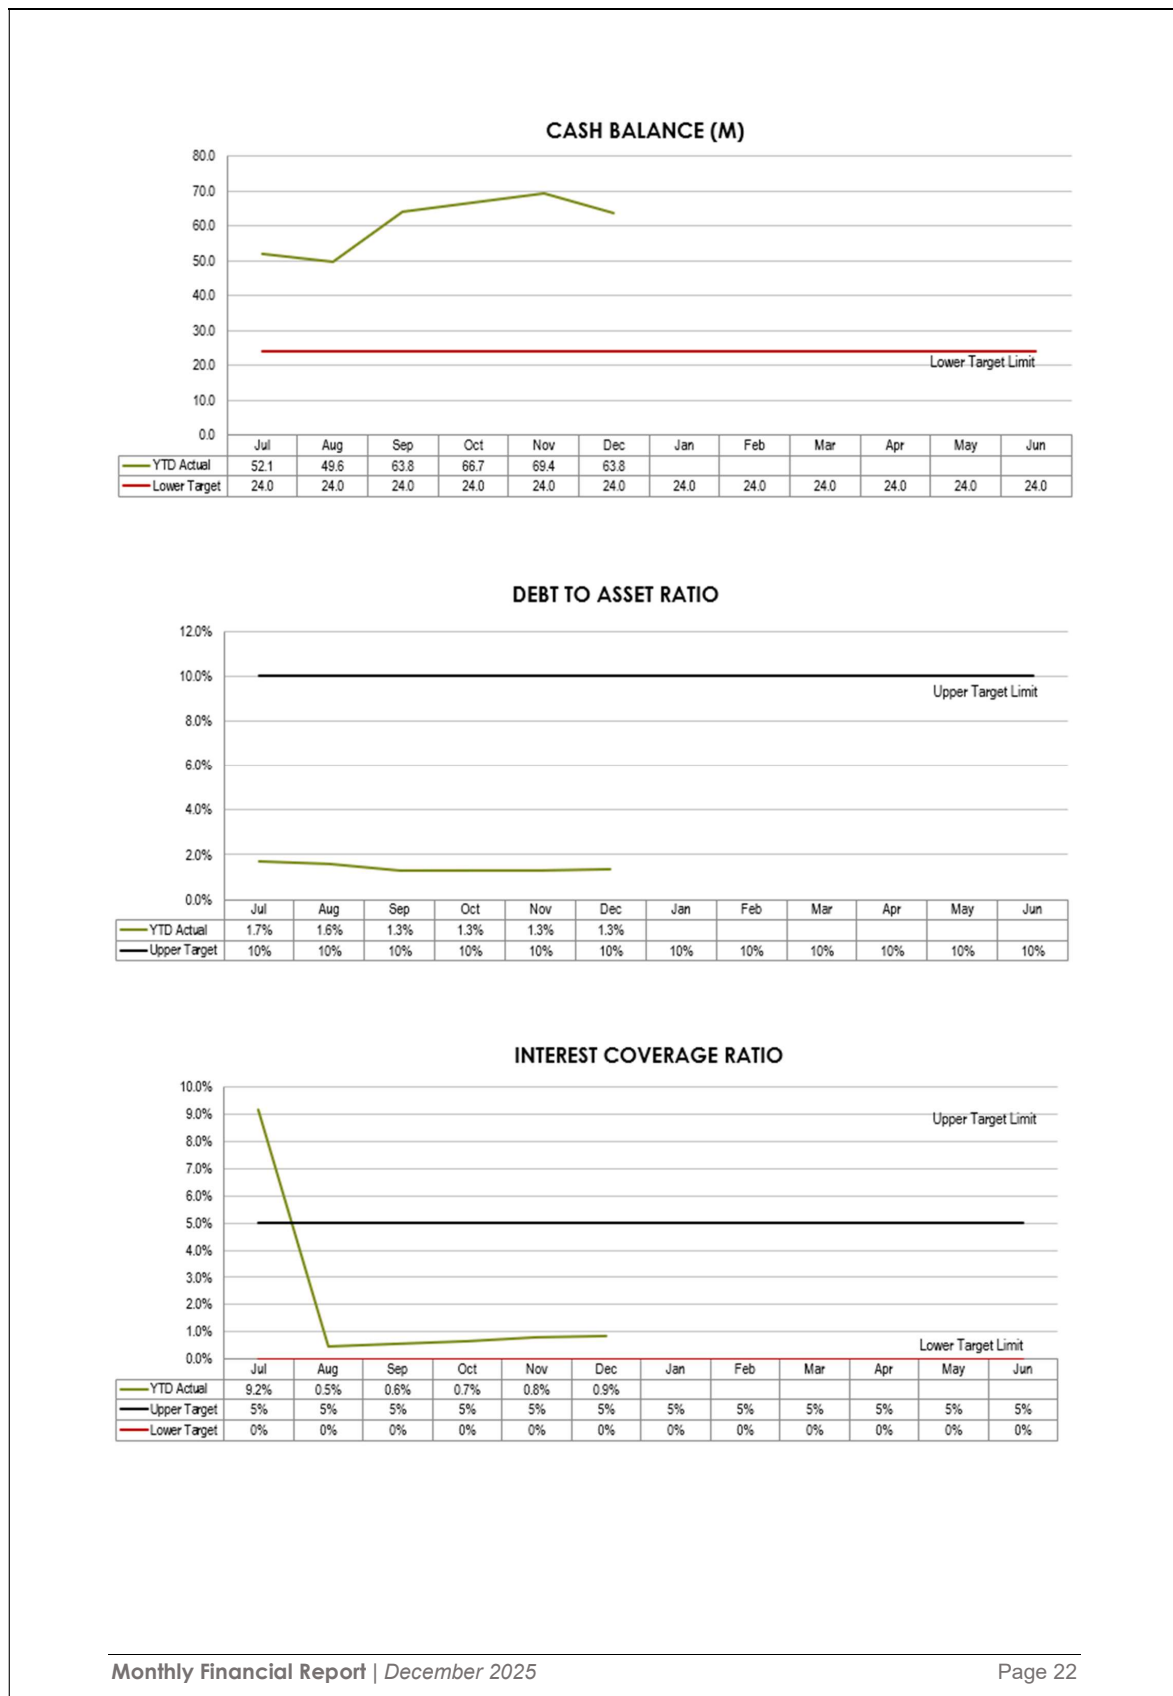 CASH BALANCE (M)
80.0
70.0
60.0
50.0
40.0
30.0
20.0
10.0
0.0
Lower Target Limit
Jul Aug Sep Oct Nov Dec Jan Feb Mar Apr May Jun
YTD Actual 52.1 49.6 63.8 66.7 69.4 63.8
Lower Target 24.0 24.0 24.0 24.0 24.0 24.0 24.0 24.0 24.0 24.0 24.0 24.0
DEBT TO ASSET RATIO
12.0%
10.0%
Upper Target Limit
8.0%
6.0%
4.0%
2.0%
0.0%
Jul Aug Sep Oct Nov Dec Jan Feb Mar Apr May Jun
YTD Actual 1.7% 1.6% 1.3% 1.3% 1.3% 1.3%
Upper Target 10% 10% 10% 10% 10% 10% 10% 10% 10% 10% 10% 10%
INTEREST COVERAGE RATIO
10.0%
9.0%
Upper Target Limit
8.0%
7.0%
6.0%
5.0%
4.0%
3.0%
2.0%
1.0%
Lower Target Limit
0.0%
Jul Aug Sep Oct Nov Dec Jan Feb Mar Apr May Jun
YTD Actual 9.2% 0.5% 0.6% 0.7% 0.8% 0.9%
Upper Target 5% 5% 5% 5% 5% 5% 5% 5% 5% 5% 5% 5%
Lower Target 0% 0% 0% 0% 0% 0% 0% 0% 0% 0% 0% 0%
Monthly Financial Report | December 2025 Page 22